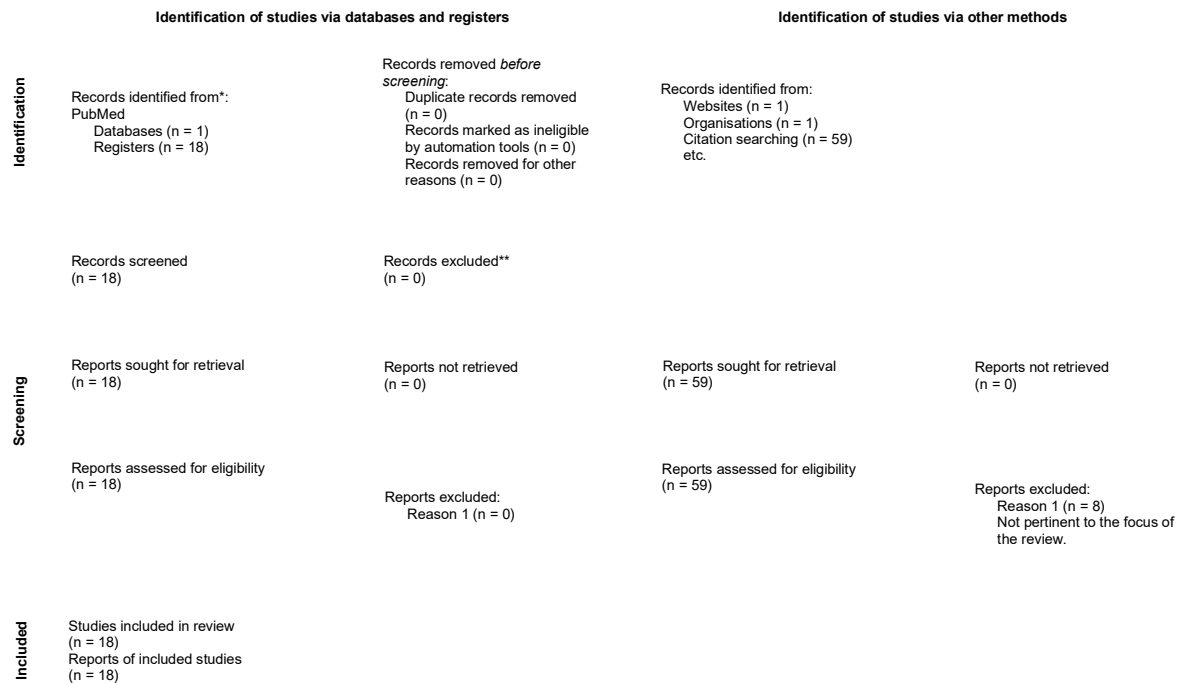 Identification of studies via databases and registers
Identification of studies via other methods
Identification
Records identified from*:
PubMed
Databases (n = 1)
Registers (n = 18)
Records removed before
screening:
Duplicate records removed
(n = 0)
Records marked as ineligible
by automation tools (n = 0)
Records removed for other
reasons (n = 0)
Records identified from:
Websites (n = 1)
Organisations (n = 1)
Citation searching (n = 59)
etc.
Screening
Records screened
(n = 18)
Records excluded**
(n = 0)
Reports sought for retrieval
(n = 18)
Reports not retrieved
(n = 0)
Reports sought for retrieval
(n = 59)
Reports not retrieved
(n = 0)
Reports assessed for eligibility
(n = 18)
Reports excluded:
Reason 1 (n = 0)
Reports assessed for eligibility
(n = 59)
Reports excluded:
Reason 1 (n = 8)
Not pertinent to the focus of
the review.
Included
Studies included in review
(n = 18)
Reports of included studies
(n = 18)